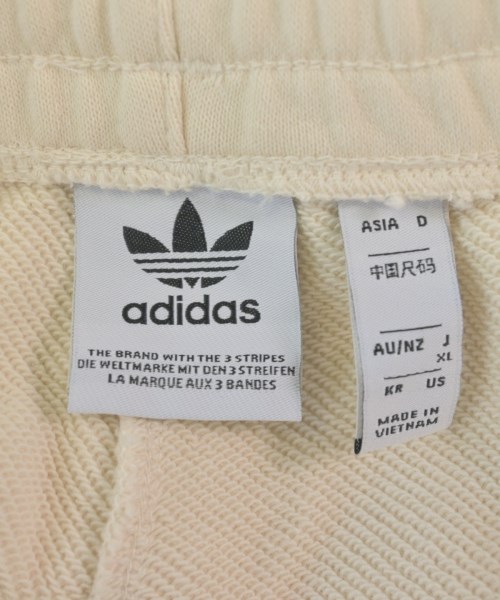 adidas
THE BRAND WITH THE 3 STRIPES
DIE WELTMARKE MIT DEN 3 STREIFEN
LA MARQUE AUX 3 BANDES
ASIA D
中国尺码
AU/NZ J
XL
KR US
MADE IN
VIETNAM